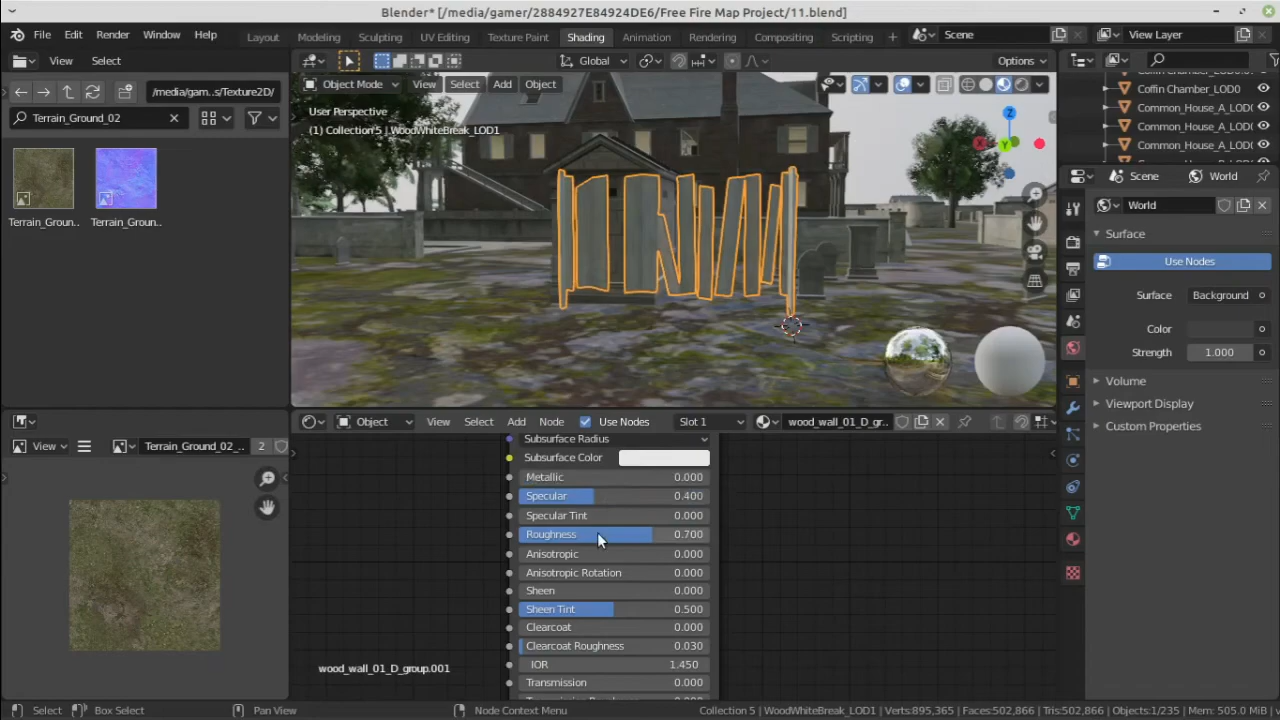 Blender* [/media/gamer/2884927E84924DE6/Free Fire Map Project/11.blend]
File Edit Render Window Help Layout Modeling Sculpting UV Editing Texture Paint Shading Animation Rendering Compositing Scripting + Scene View Layer
View Select Global Options
/media/gam..s/Texture2D/ Object Mode View Select Add Object
Coffin Chamber_LOD0
Terrain_Ground_02
User Perspective
(1) Collection 5 | WoodWhiteBreak_LOD1
Common_House_A_LOD(
Common_House_A_LOD(
Common_House_A_LOD(
Z
X
Y
Terrain_Groun.. Terrain_Groun..
Scene World
World
Surface
Use Nodes
Surface Background
Color
Strength 1.000
Volume
Viewport Display
Custom Properties
Object View Select Add Node Use Nodes Slot 1 wood_wall_01_D_gr..
View Terrain_Ground_02_.. 2
Subsurface Radius
Subsurface Color
Metallic 0.000
Specular 0.400
Specular Tint 0.000
Roughness 0.700
Anisotropic 0.000
Anisotropic Rotation 0.000
Sheen 0.000
Sheen Tint 0.500
Clearcoat 0.000
Clearcoat Roughness 0.030
IOR 1.450
Transmission 0.000
wood_wall_01_D_group.001
Select Box Select Pan View Node Context Menu Collection 5 | WoodWhiteBreak_LOD1 | Verts:895,365 | Faces:502,866 | Tris:502,866 | Objects:1/235 | Mem: 505.0 MiB